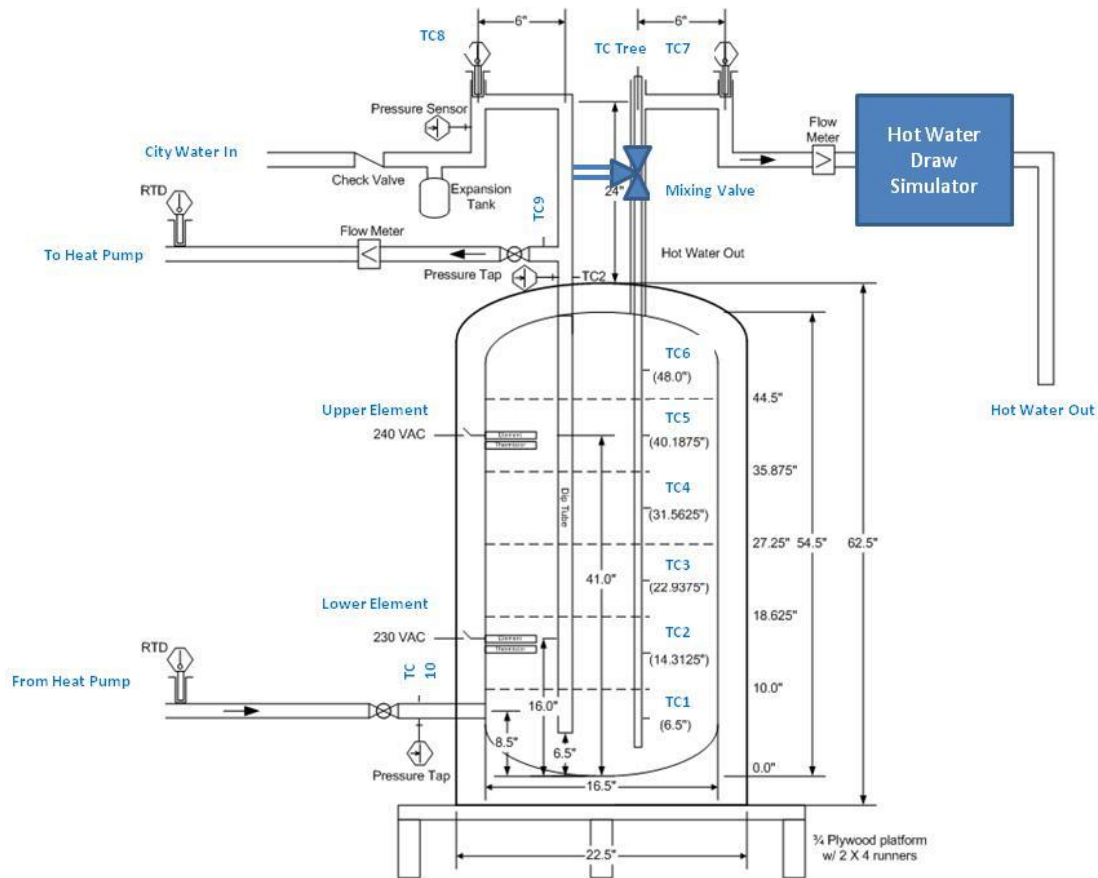 6"
6"
TC8
TC Tree
TC7
Pressure Sensor
City Water In
Check Valve
Expansion
Tank
Flow
Meter
Hot Water
Draw
Simulator
RTD
TC9
24"
Mixing Valve
To Heat Pump
Flow Meter
Pressure Tap
TC2
Hot Water Out
TC6
(48.0")
44.5"
Hot Water Out
Upper Element
240 VAC
Element
Thermistor
TC5
(40.1875")
35.875"
TC4
(31.5625")
Dip Tube
27.25"
54.5"
62.5"
41.0"
TC3
(22.9375")
18.625"
Lower Element
230 VAC
Element
Thermistor
TC2
(14.3125")
RTD
From Heat Pump
TC
10
10.0"
16.0"
TC1
(6.5")
8.5"
6.5"
Pressure Tap
0.0"
16.5"
¾ Plywood platform
w/ 2 X 4 runners
22.5"